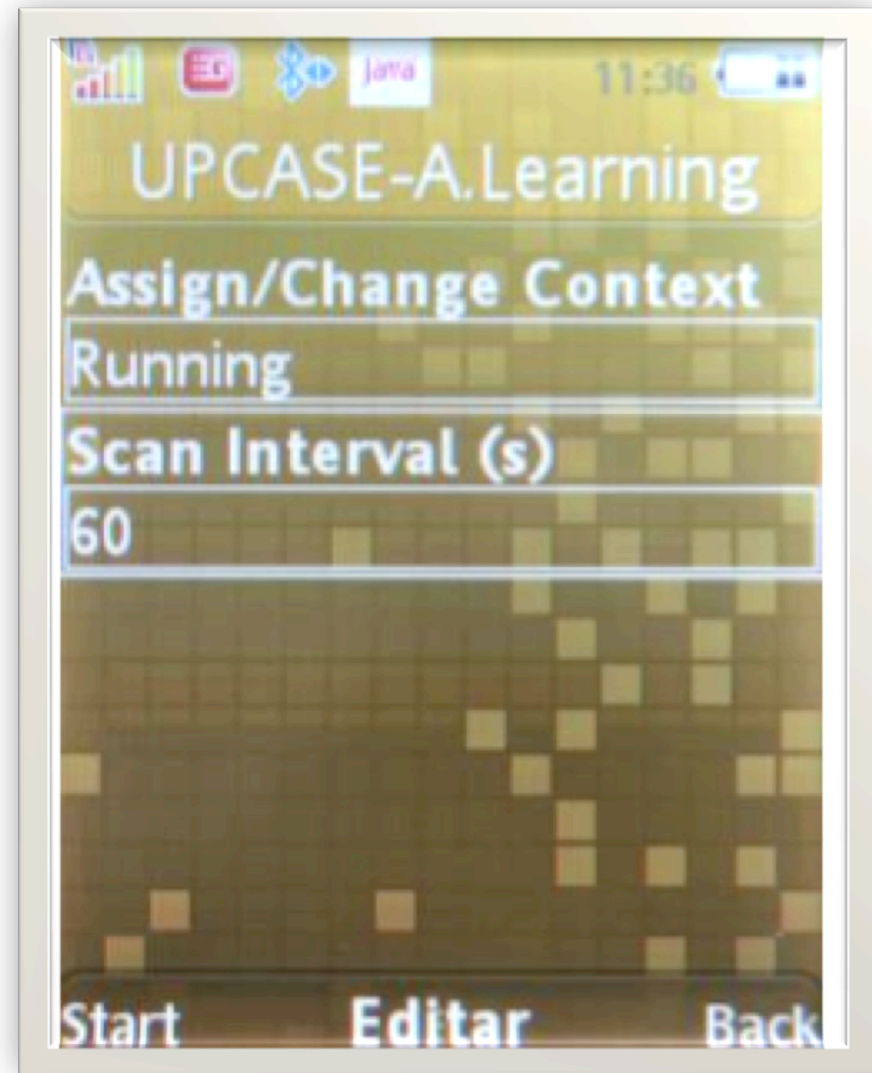 Java 11:36
UPCASE-A.Learning
Assign/Change Context
Running
Scan Interval (s)
60
Start Editar Back